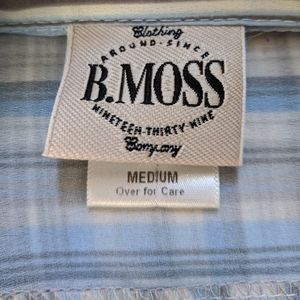 Clothing
AROUND-SINCE
B.MOSS
NINETEEN-THIRTY-NINE
Company
MEDIUM
Over for Care